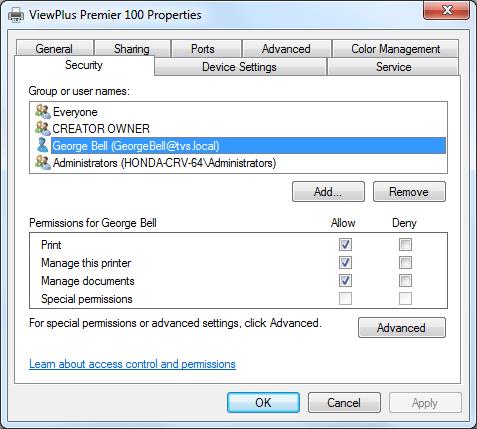 ViewPlus Premier 100 Properties
General Sharing Ports Advanced Color Management
Security Device Settings Service
Group or user names:
Everyone
CREATOR OWNER
George Bell (GeorgeBell@tvs.local)
Administrators (HONDA-CRV-64\Administrators)
Add... Remove
Permissions for George Bell Allow Deny
Print
Manage this printer
Manage documents
Special permissions
For special permissions or advanced settings, click Advanced. Advanced
Learn about access control and permissions
OK Cancel Apply